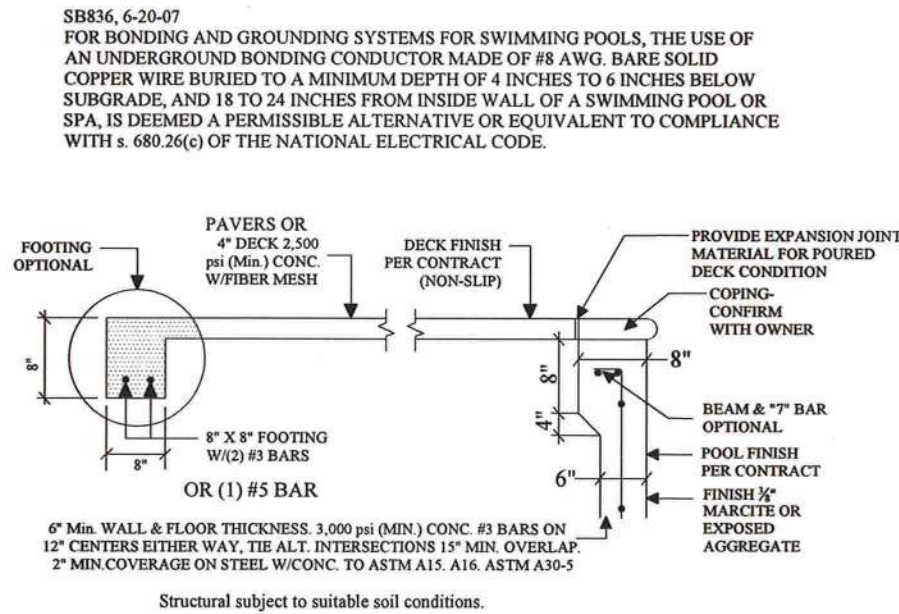 SB836, 6-20-07
FOR BONDING AND GROUNDING SYSTEMS FOR SWIMMING POOLS, THE USE OF
AN UNDERGROUND BONDING CONDUCTOR MADE OF #8 AWG. BARE SOLID
COPPER WIRE BURIED TO A MINIMUM DEPTH OF 4 INCHES TO 6 INCHES BELOW
SUBGRADE, AND 18 TO 24 INCHES FROM INSIDE WALL OF A SWIMMING POOL OR
SPA, IS DEEMED A PERMISSIBLE ALTERNATIVE OR EQUIVALENT TO COMPLIANCE
WITH s. 680.26(c) OF THE NATIONAL ELECTRICAL CODE.
FOOTING
OPTIONAL
PAVERS OR
4" DECK 2,500
psi (Min.) CONC.
W/FIBER MESH
DECK FINISH
PER CONTRACT
(NON-SLIP)
PROVIDE EXPANSION JOINT
MATERIAL FOR POURED
DECK CONDITION
COPING-
CONFIRM
WITH OWNER
8"
8"
8"
4"
BEAM & "7" BAR
OPTIONAL
8" X 8" FOOTING
W/(2) #3 BARS
8"
OR (1) #5 BAR
6"
POOL FINISH
PER CONTRACT
FINISH ⅜"
MARCITE OR
EXPOSED
AGGREGATE
6" Min. WALL & FLOOR THICKNESS. 3,000 psi (MIN.) CONC. #3 BARS ON
12" CENTERS EITHER WAY, TIE ALT. INTERSECTIONS 15" MIN. OVERLAP.
2" MIN.COVERAGE ON STEEL W/CONC. TO ASTM A15. A16. ASTM A30-5
Structural subject to suitable soil conditions.